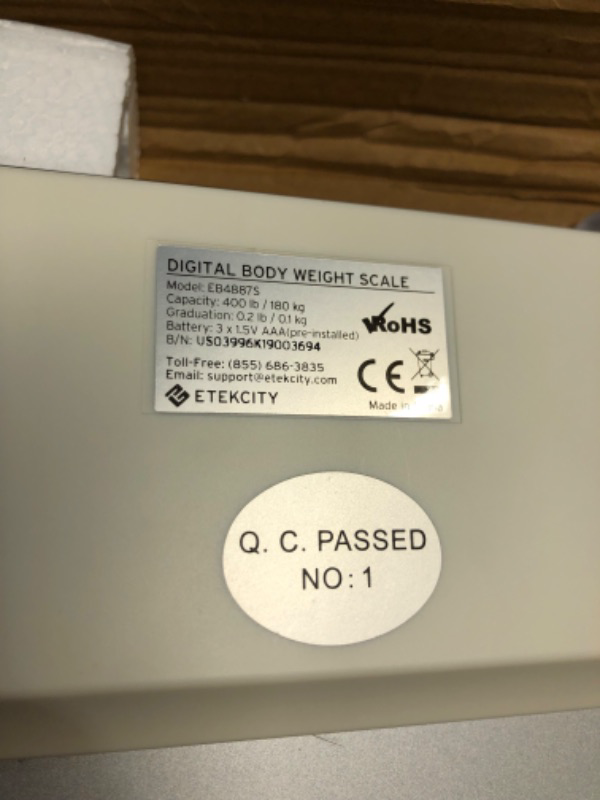 DIGITAL BODY WEIGHT SCALE
Model: EB4887S
Capacity: 400 lb / 180 kg
Graduation: 0.2 lb / 0.1 kg
Battery: 3 x 1.5V AAA(pre-installed)
B/N: US03996K19003694
RoHS
Toll-Free: (855) 686-3835
Email: support@etekcity.com
CE
ETEKCITY
Made in
Q. C. PASSED
NO: 1